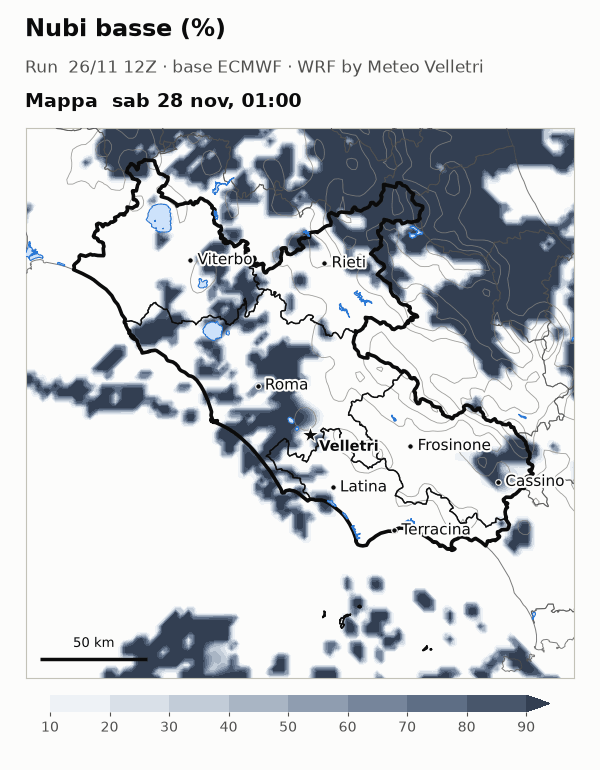 Nubi basse (%)
Run  26/11 12Z · base ECMWF · WRF by Meteo Velletri
Mappa  sab 28 nov, 01:00
Viterbo
Rieti
Roma
Velletri
Frosinone
Cassino
Latina
Terracina
50 km
10 20 30 40 50 60 70 80 90